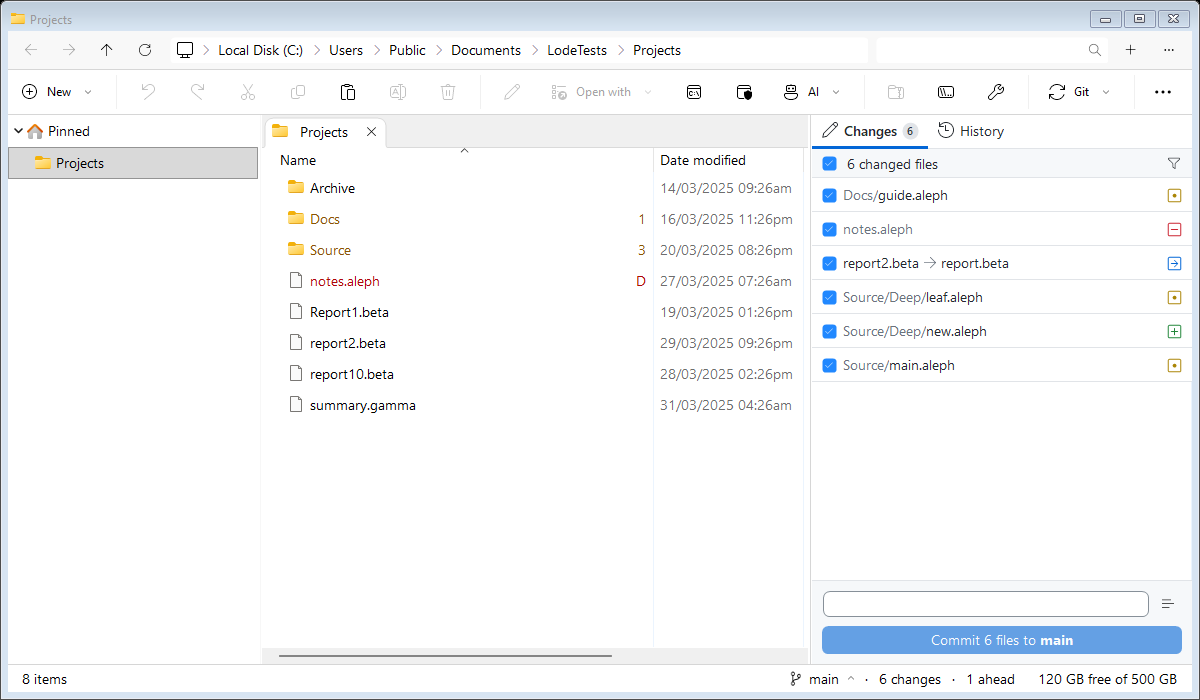 Projects
Local Disk (C:) Users Public Documents LodeTests Projects
New Open with AI Git
Pinned
Projects
Projects
Name Date modified
Archive 14/03/2025 09:26am
Docs 1 16/03/2025 11:26pm
Source 3 20/03/2025 08:26pm
notes.aleph D 27/03/2025 07:26am
Report1.beta 19/03/2025 01:26pm
report2.beta 29/03/2025 09:26pm
report10.beta 28/03/2025 02:26pm
summary.gamma 31/03/2025 04:26am
Changes 6 History
6 changed files
Docs/guide.aleph
notes.aleph
report2.beta → report.beta
Source/Deep/leaf.aleph
Source/Deep/new.aleph
Source/main.aleph
Commit 6 files to main
8 items main · 6 changes · 1 ahead 120 GB free of 500 GB